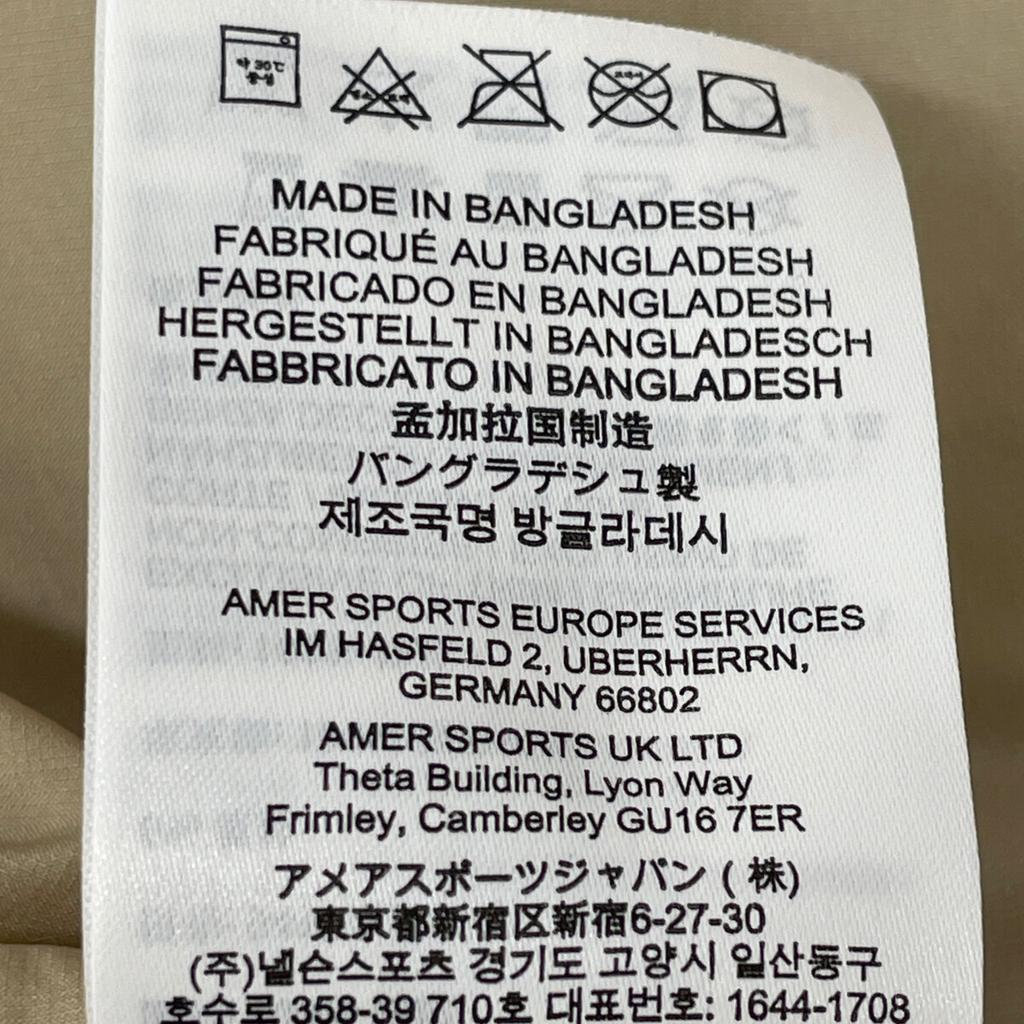 약 30℃
중성
MADE IN BANGLADESH
FABRIQUÉ AU BANGLADESH
FABRICADO EN BANGLADESH
HERGESTELLT IN BANGLADESCH
FABBRICATO IN BANGLADESH
孟加拉国制造
バングラデシュ製
제조국명 방글라데시
AMER SPORTS EUROPE SERVICES
IM HASFELD 2, UBERHERRN,
GERMANY 66802
AMER SPORTS UK LTD
Theta Building, Lyon Way
Frimley, Camberley GU16 7ER
アメアスポーツジャパン ( 株)
東京都新宿区新宿6-27-30
(주)넬슨스포츠 경기도 고양시 일산동구
호수로 358-39 710호 대표번호: 1644-1708